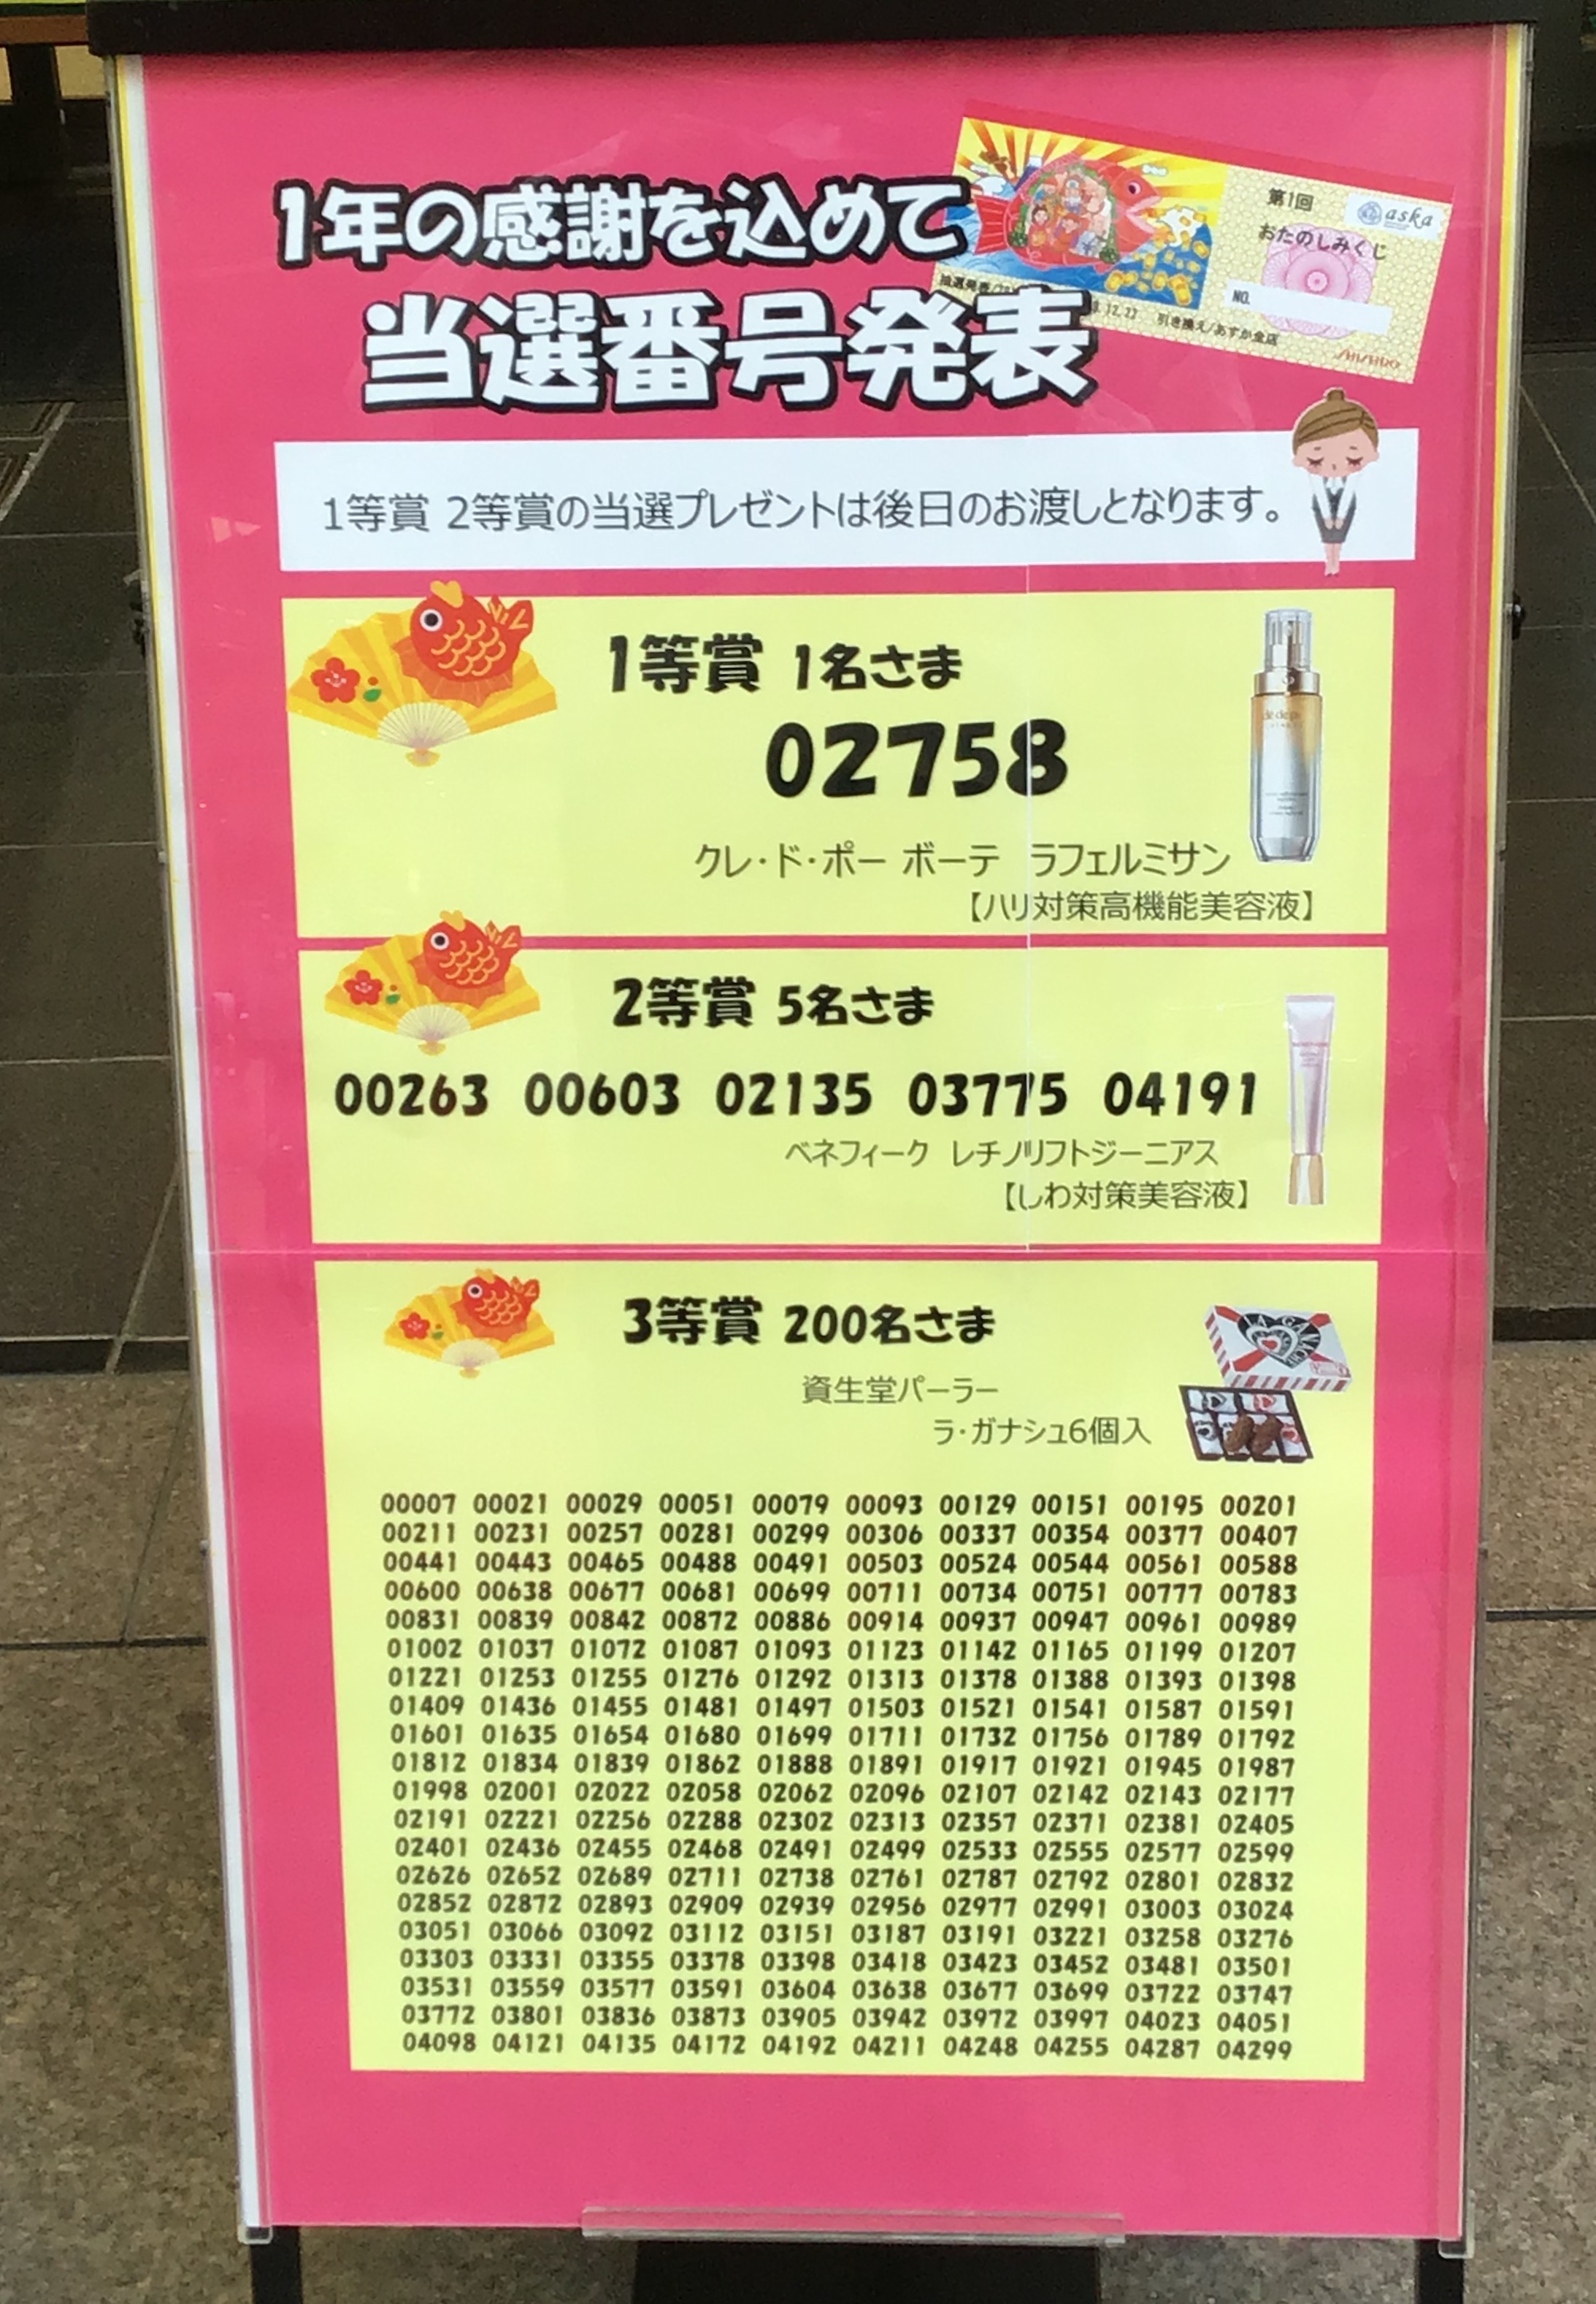 1年の感謝を込めて
当選番号発表
第1回
aska
おたのしみくじ
NO.
抽選発表/
12.22 引き換え/あすか全店
SHISEIDO
1等賞 2等賞の当選プレゼントは後日のお渡しとなります。
1等賞 1名さま
02758
クレ・ド・ポー ボーテ ラフェルミサン
【ハリ対策高機能美容液】
2等賞 5名さま
00263 00603 02135 03775 04191
ベネフィーク レチノリフトジーニアス
【しわ対策美容液】
3等賞 200名さま
資生堂パーラー
ラ・ガナシュ6個入
00007 00021 00029 00051 00079 00093 00129 00151 00195 00201
00211 00231 00257 00281 00299 00306 00337 00354 00377 00407
00441 00443 00465 00488 00491 00503 00524 00544 00561 00588
00600 00638 00677 00681 00699 00711 00734 00751 00777 00783
00831 00839 00842 00872 00886 00914 00937 00947 00961 00989
01002 01037 01072 01087 01093 01123 01142 01165 01199 01207
01221 01253 01255 01276 01292 01313 01378 01388 01393 01398
01409 01436 01455 01481 01497 01503 01521 01541 01587 01591
01601 01635 01654 01680 01699 01711 01732 01756 01789 01792
01812 01834 01839 01862 01888 01891 01917 01921 01945 01987
01998 02001 02022 02058 02062 02096 02107 02142 02143 02177
02191 02221 02256 02288 02302 02313 02357 02371 02381 02405
02401 02436 02455 02468 02491 02499 02533 02555 02577 02599
02626 02652 02689 02711 02738 02761 02787 02792 02801 02832
02852 02872 02893 02909 02939 02956 02977 02991 03003 03024
03051 03066 03092 03112 03151 03187 03191 03221 03258 03276
03303 03331 03355 03378 03398 03418 03423 03452 03481 03501
03531 03559 03577 03591 03604 03638 03677 03699 03722 03747
03772 03801 03836 03873 03905 03942 03972 03997 04023 04051
04098 04121 04135 04172 04192 04211 04248 04255 04287 04299